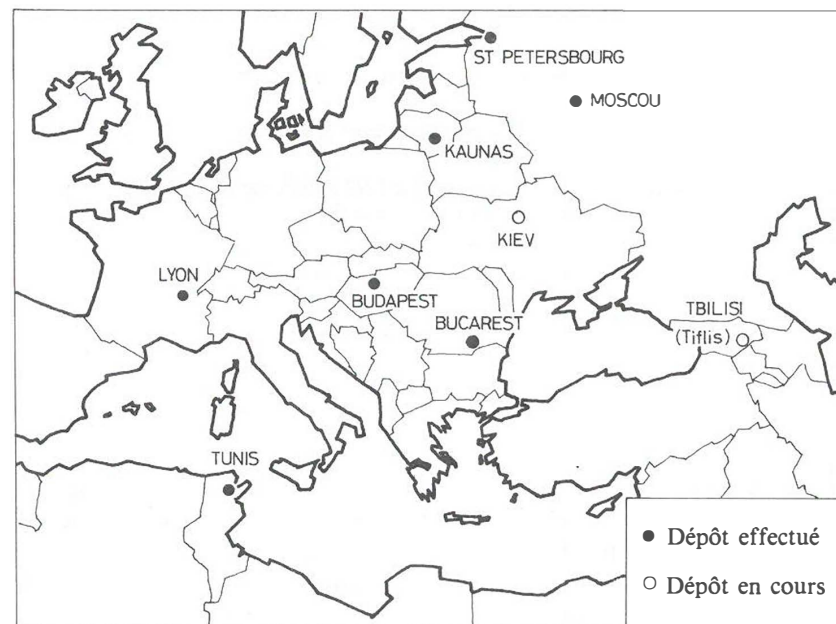 ST PETERSBOURG
MOSCOU
KAUNAS
KIEV
LYON
BUDAPEST
TBILISI
BUCAREST
(Tiflis)
TUNIS
Dépôt effectué
Dépôt en cours